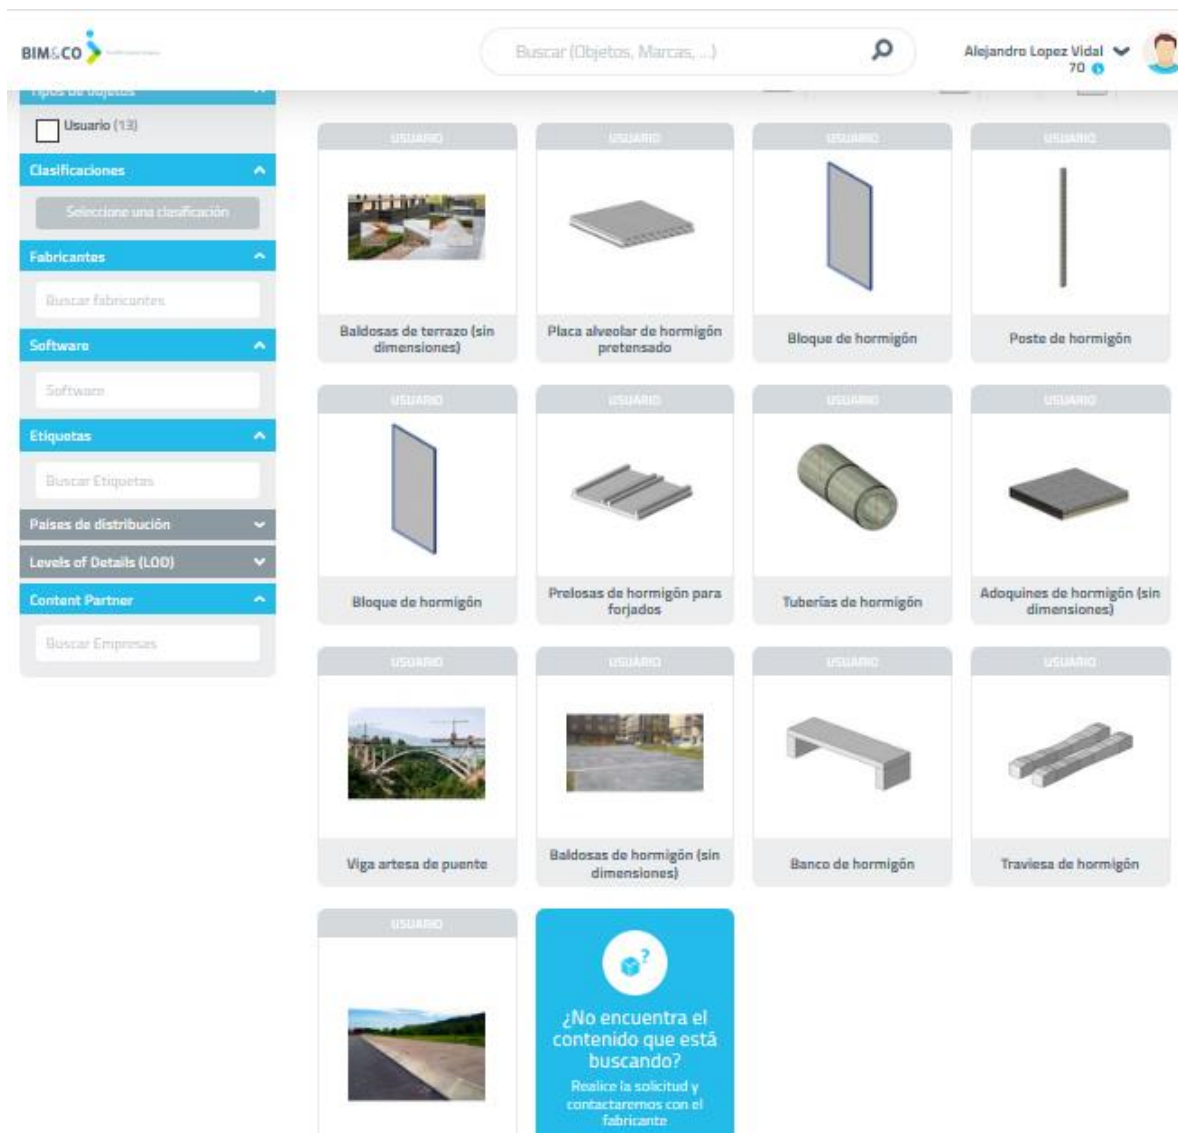 BIM&CO
Buscar (Objetos, Marcas, ...)
Alejandro Lopez Vidal
70
Tipos de objetos
Usuario (13)
Clasificaciones
Seleccione una clasificación
Fabricantes
Buscar fabricantes
Software
Software
Etiquetas
Buscar Etiquetas
Países de distribución
Levels of Details (LOD)
Content Partner
Buscar Empresas
USUARIO
USUARIO
USUARIO
USUARIO
Baldosas de terrazo (sin
dimensiones)
Placa alveolar de hormigón
pretensado
Bloque de hormigón
Poste de hormigón
USUARIO
USUARIO
USUARIO
USUARIO
Bloque de hormigón
Prelosas de hormigón para
forjados
Tuberías de hormigón
Adoquines de hormigón (sin
dimensiones)
USUARIO
USUARIO
USUARIO
USUARIO
Viga artesa de puente
Baldosas de hormigón (sin
dimensiones)
Banco de hormigón
Traviesa de hormigón
USUARIO
?
¿No encuentra el
contenido que está
buscando?
Realice la solicitud y
contactaremos con el
fabricante